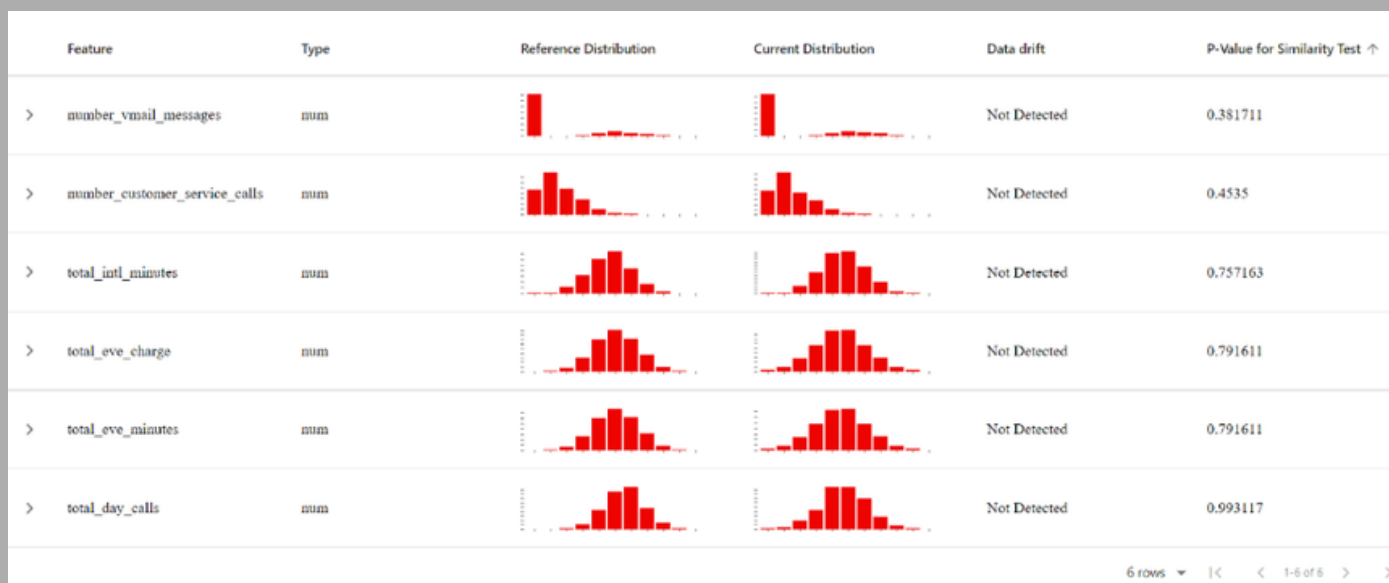 Feature Type Reference Distribution Current Distribution Data drift P-Value for Similarity Test
number_vmail_messages num Not Detected 0.381711
number_customer_service_calls num Not Detected 0.4535
total_intl_minutes num Not Detected 0.757163
total_eve_charge num Not Detected 0.791611
total_eve_minutes num Not Detected 0.791611
total_day_calls num Not Detected 0.993117
6 rows 1-6 of 6